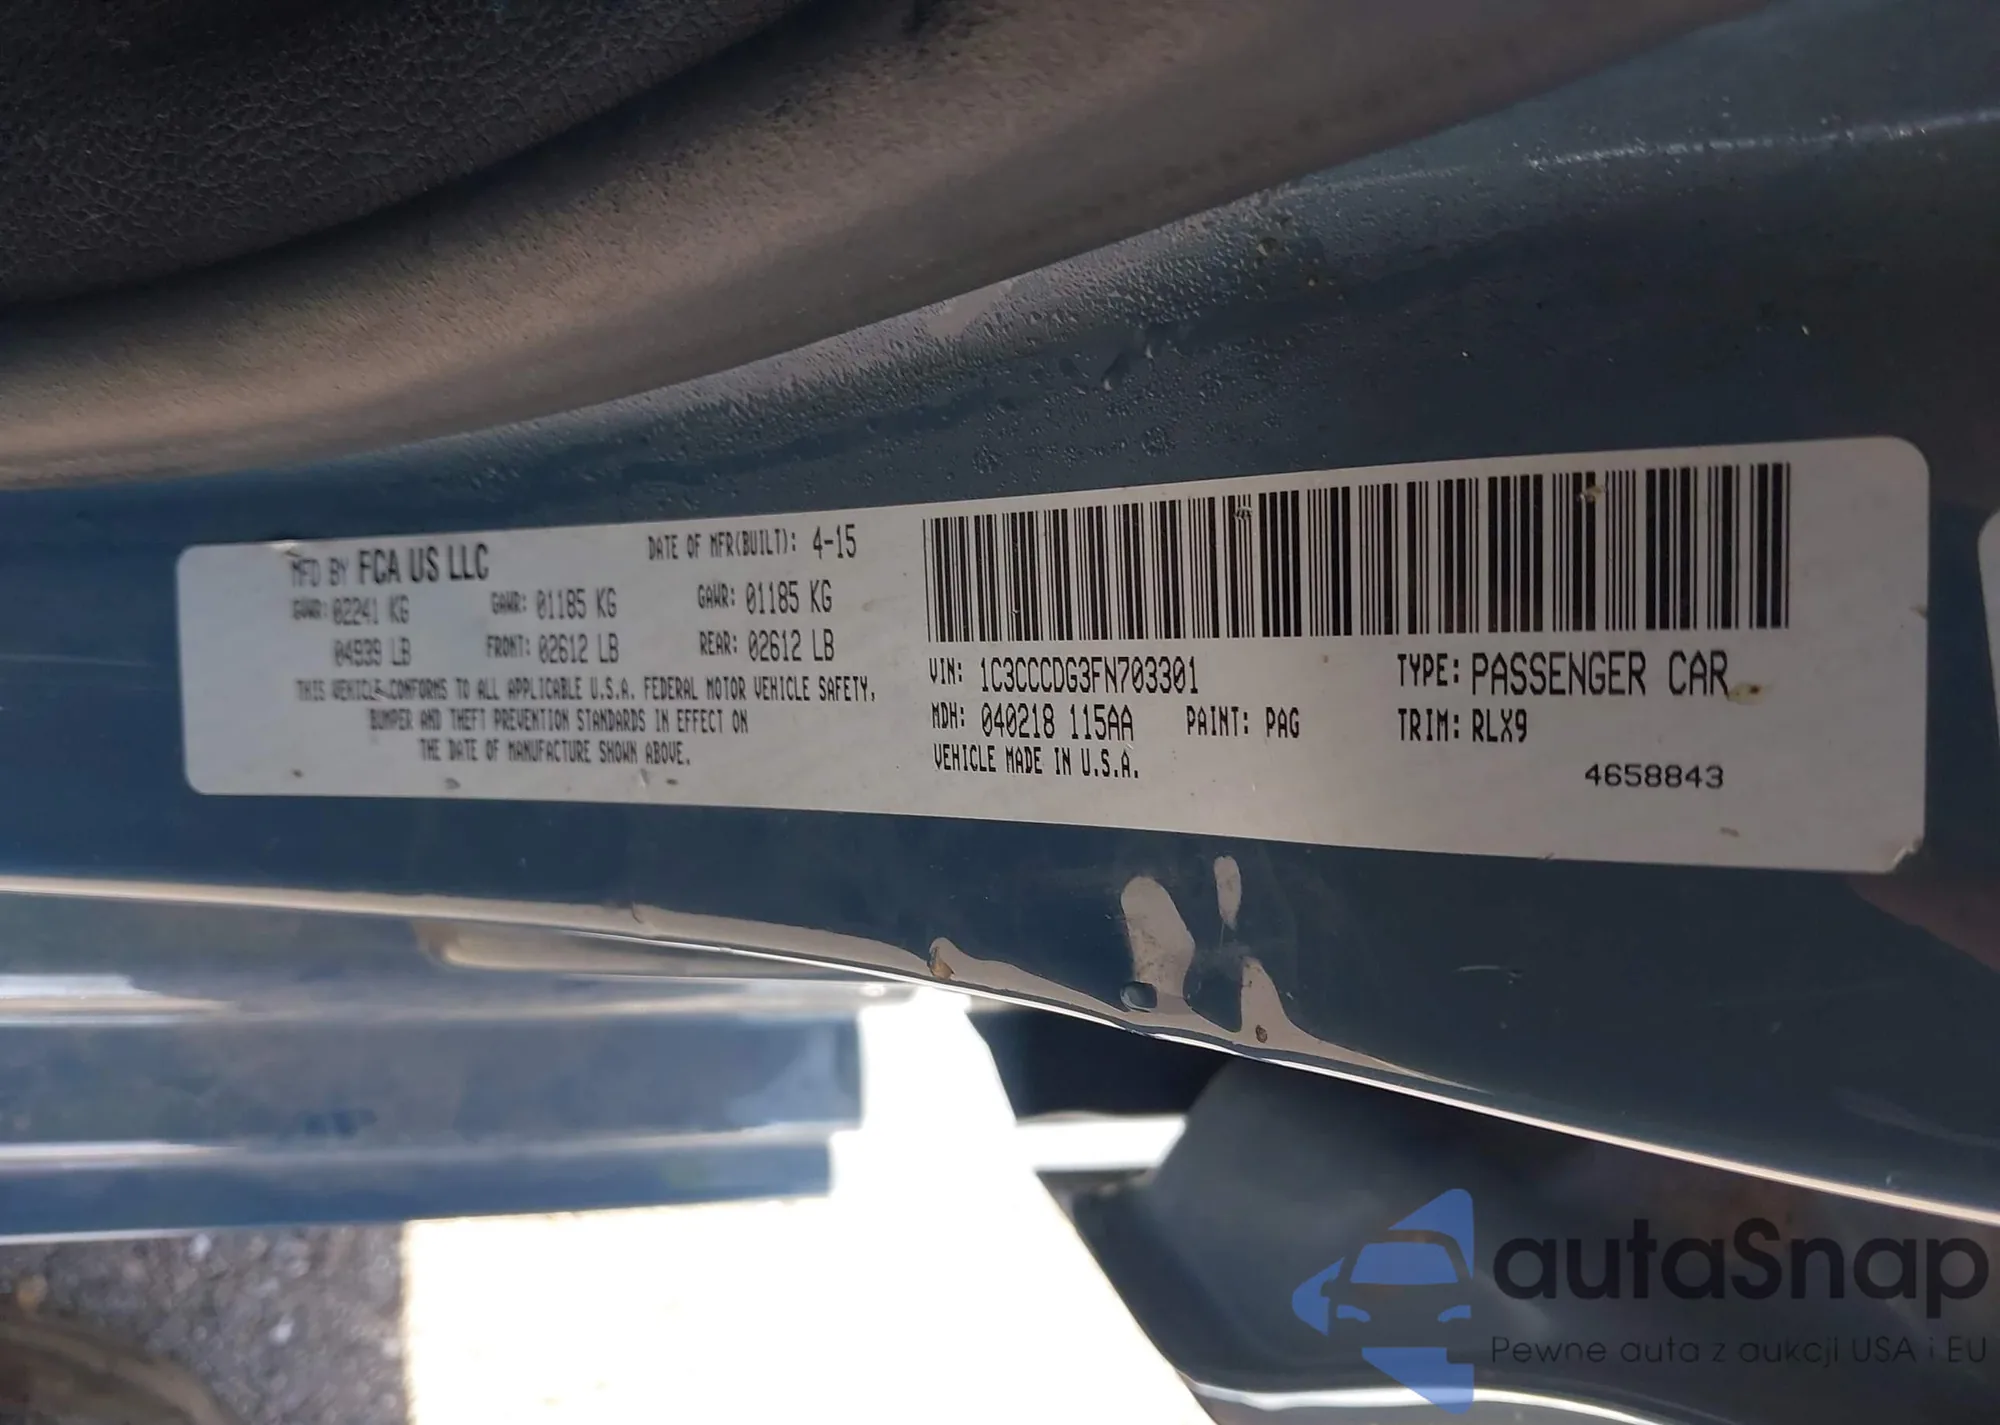 MFD BY FCA US LLC DATE OF MFR(BUILT): 4-15
GVWR: 02241 KG GAWR: 01185 KG GAWR: 01185 KG
04939 LB FRONT: 02612 LB REAR: 02612 LB
THIS VEHICLE CONFORMS TO ALL APPLICABLE U.S.A. FEDERAL MOTOR VEHICLE SAFETY,
BUMPER AND THEFT PREVENTION STANDARDS IN EFFECT ON
THE DATE OF MANUFACTURE SHOWN ABOVE.
VIN: 1C3CCCDG3FN703301 TYPE: PASSENGER CAR
MDH: 040218 115AA PAINT: PAG TRIM: RLX9
VEHICLE MADE IN U.S.A.
4658843
autaSnap
Pewne auta z aukcji USA i EU